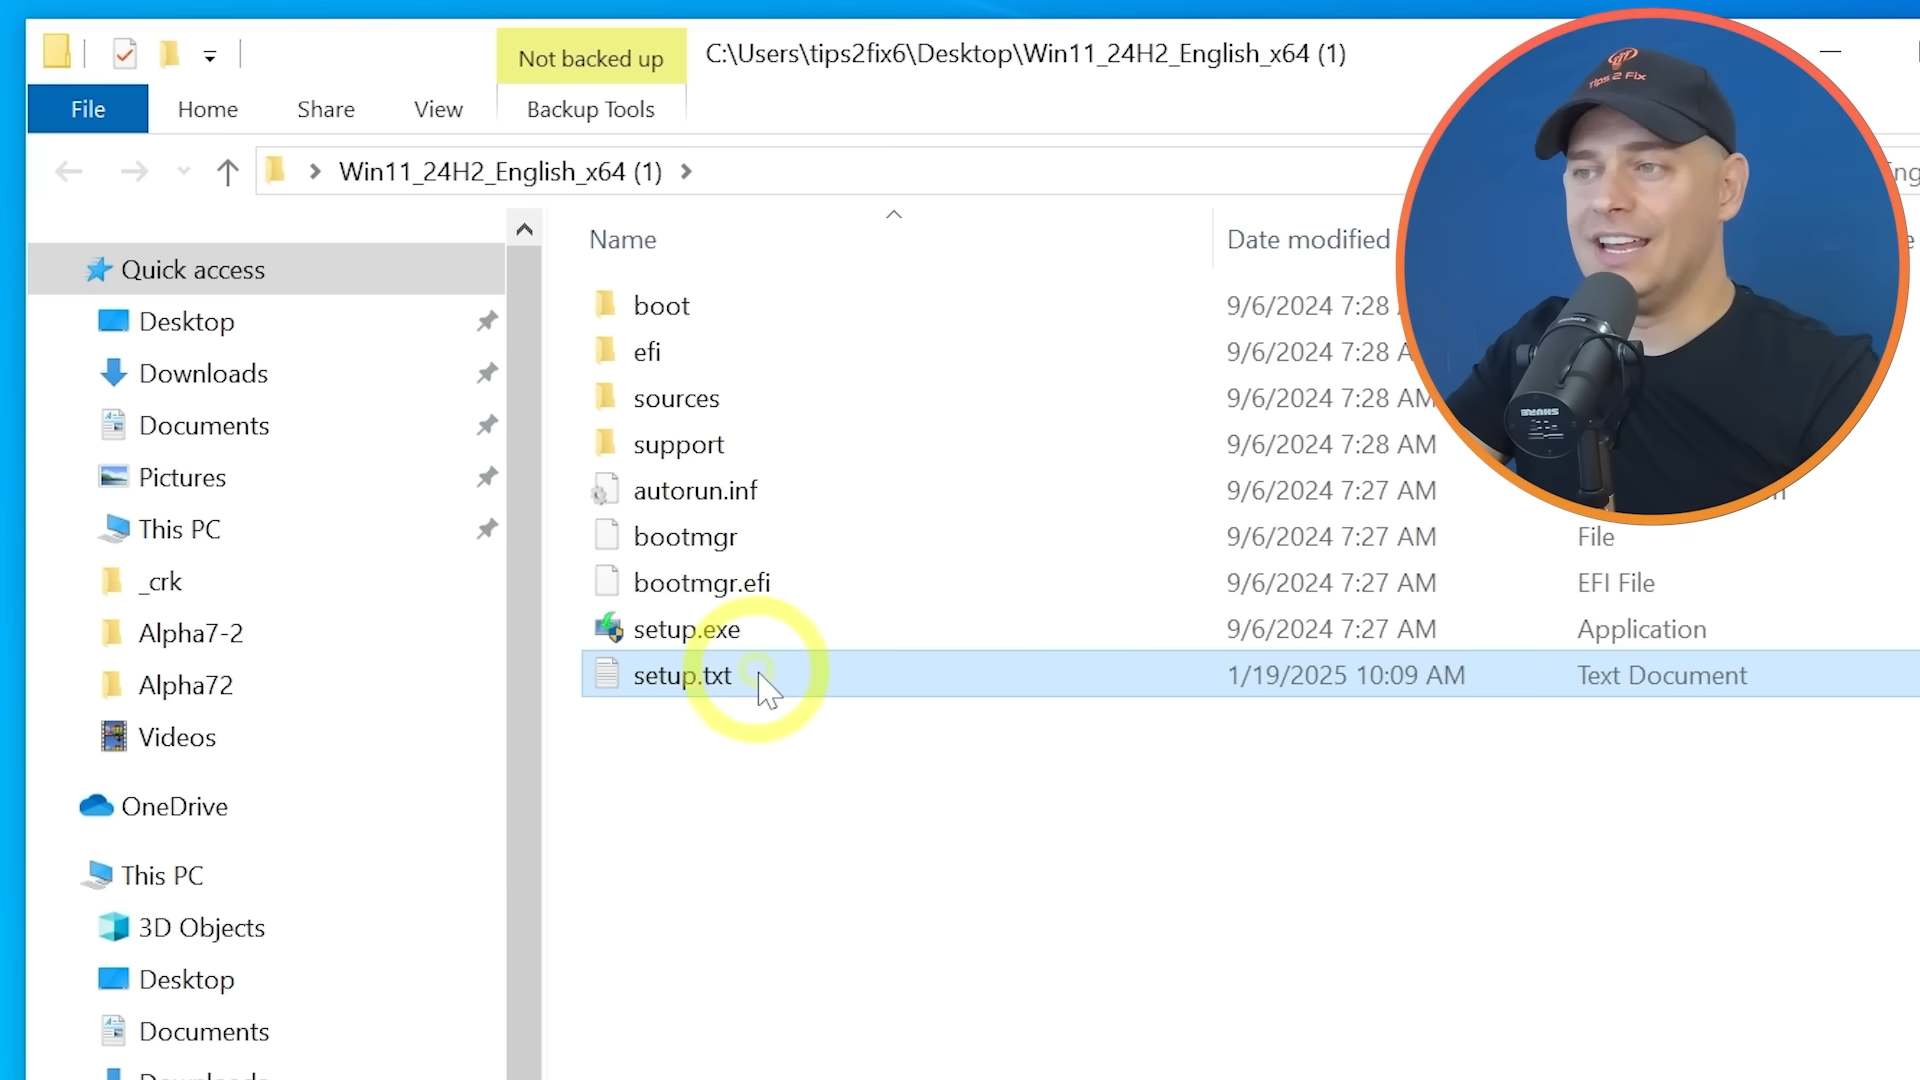 Not backed up
C:\Users\tips2fix6\Desktop\Win11_24H2_English_x64 (1)
File
Home
Share
View
Backup Tools
Win11_24H2_English_x64 (1)
Name
Date modified
Quick access
Desktop
Downloads
Documents
Pictures
This PC
_crk
Alpha7-2
Alpha72
Videos
OneDrive
This PC
3D Objects
Desktop
Documents
boot 9/6/2024 7:28
efi 9/6/2024 7:28 A
sources 9/6/2024 7:28 AM
support 9/6/2024 7:28 AM
autorun.inf 9/6/2024 7:27 AM
bootmgr 9/6/2024 7:27 AM File
bootmgr.efi 9/6/2024 7:27 AM EFI File
setup.exe 9/6/2024 7:27 AM Application
setup.txt 1/19/2025 10:09 AM Text Document
Tips 2 Fix
SHURE